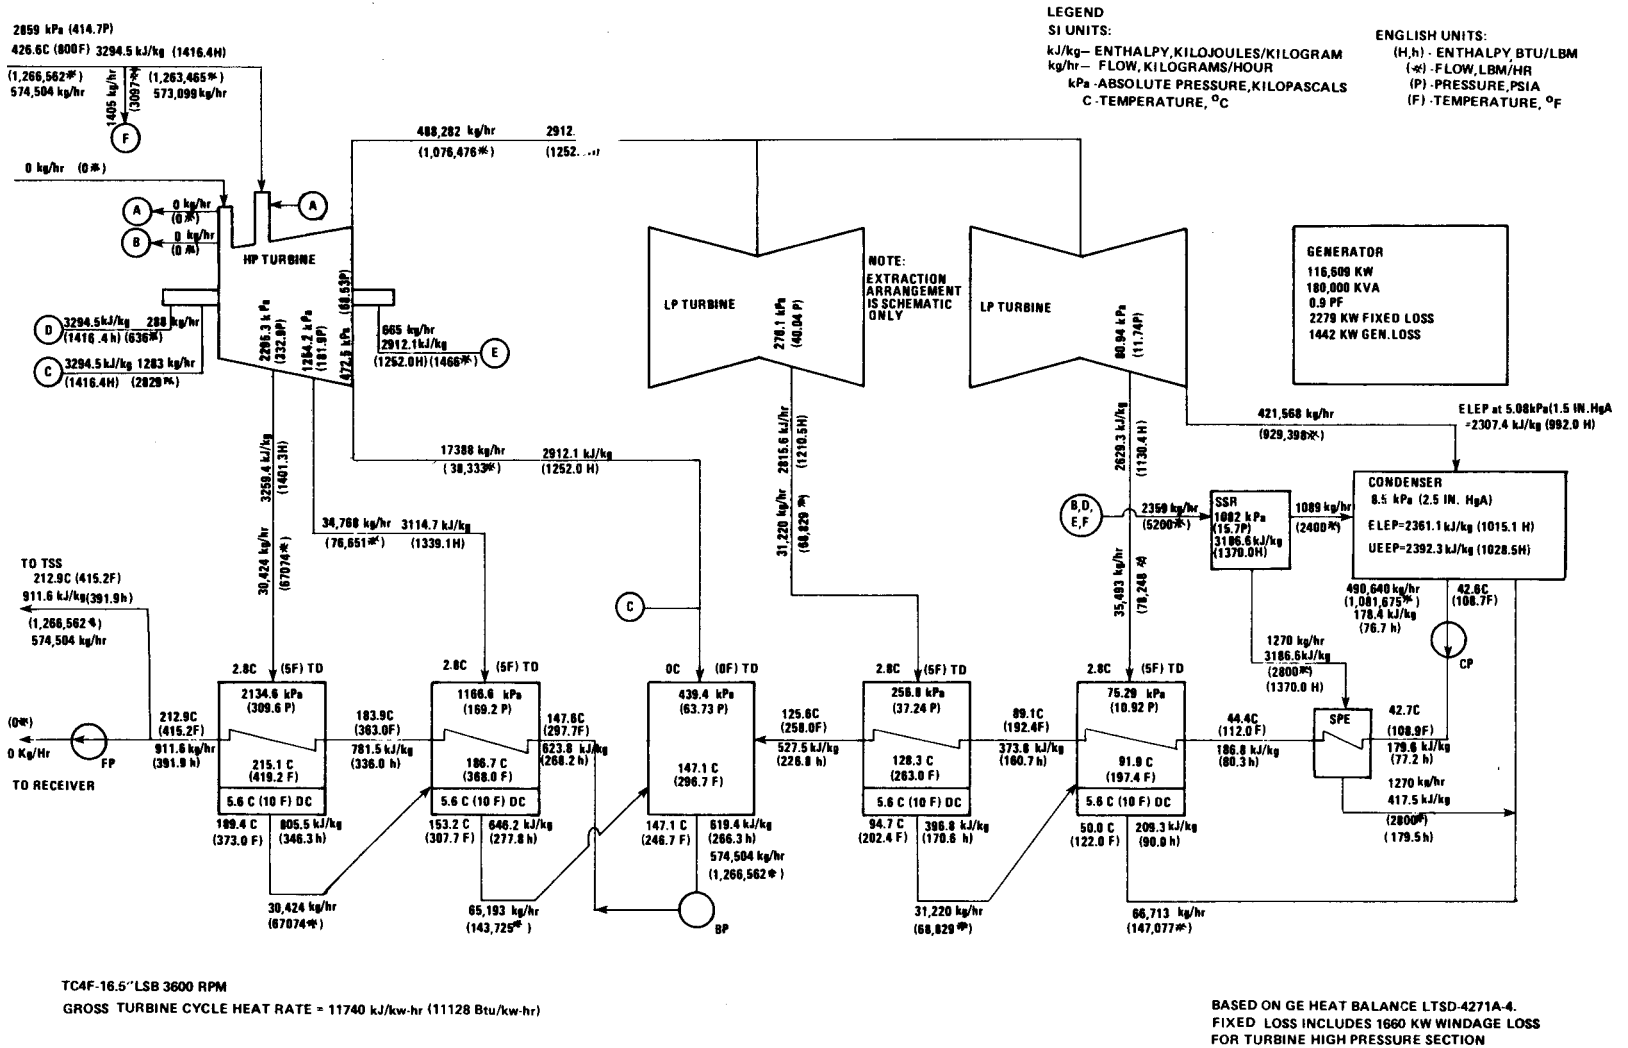 2859 kPa (414.7P)
426.6C (800F) 3294.5 kJ/kg (1416.4H)
(1,266,562*)
574,504 kg/hr
1405 kg/hr
(3097*)
(1,263,465*)
573,099 kg/hr
F
0 kg/hr (0*)
A
0 kg/hr
(0*)
B
0 kg/hr
(0*)
A
HP TURBINE
D
3294.5kJ/kg 288 kg/hr
(1416.4h) (636*)
C
3294.5kJ/kg 1283 kg/hr
(1416.4H) (2829*)
2295.3 kPa
(332.9P)
1254.2 kPa
(181.9P)
472.5 kPa
(68.53P)
665 kg/hr
2912.1kJ/kg
(1252.0H)(1466*)
E
488,282 kg/hr 2912.
(1,076,476*) (1252.
LEGEND
SI UNITS:
kJ/kg— ENTHALPY,KILOJOULES/KILOGRAM
kg/hr— FLOW, KILOGRAMS/HOUR
kPa -ABSOLUTE PRESSURE,KILOPASCALS
C -TEMPERATURE, °C
ENGLISH UNITS:
(H,h) - ENTHALPY, BTU/LBM
(*) -FLOW,LBM/HR
(P) -PRESSURE,PSIA
(F) -TEMPERATURE, °F
LP TURBINE
276.1 kPa
(40.04 P)
NOTE:
EXTRACTION
ARRANGEMENT
IS SCHEMATIC
ONLY
LP TURBINE
80.94 kPa
(11.74P)
GENERATOR
116,609 KW
180,000 KVA
0.9 PF
2279 KW FIXED LOSS
1442 KW GEN.LOSS
421,568 kg/hr
(929,398*)
ELEP at 5.08kPa(1.5 IN.HgA
=2307.4 kJ/kg (992.0 H)
3259.4 kJ/kg
(1401.3H)
30,424 kg/hr
(67074*)
17388 kg/hr 2912.1 kJ/kg
(38,333*) (1252.0 H)
34,768 kg/hr 3114.7 kJ/kg
(76,651*) (1339.1H)
2815.6 kJ/kg
(1210.5H)
31,220 kg/hr
(68,829*)
2629.3 kJ/kg
(1130.4H)
35,493 kg/hr
(78,248*)
B,D,
E,F
2359 kg/hr
(5200*)
SSR
1082 kPa
(15.7P)
3186.6kJ/kg
(1370.0H)
1089 kg/hr
(2400*)
CONDENSER
8.5 kPa (2.5 IN. HgA)
ELEP=2361.1 kJ/kg (1015.1 H)
UEEP=2392.3 kJ/kg (1028.5H)
490,640 kg/hr
(1,081,675*)
178.4 kJ/kg
(76.7 h)
42.6C
(108.7F)
CP
1270 kg/hr
3186.6kJ/kg
(2800*)
(1370.0 H)
TO TSS
212.9C (415.2F)
911.6 kJ/kg(391.9h)
(1,266,562*)
574,504 kg/hr
C
2.8C (5F) TD
2134.6 kPa
(309.6 P)
215.1 C
(419.2 F)
5.6 C (10 F) DC
2.8C (5F) TD
1166.6 kPa
(169.2 P)
186.7 C
(368.0 F)
5.6 C (10 F) DC
0C (0F) TD
439.4 kPa
(63.73 P)
147.1 C
(296.7 F)
2.8C (5F) TD
256.8 kPa
(37.24 P)
128.3 C
(263.0 F)
5.6 C (10 F) DC
2.8C (5F) TD
75.29 kPa
(10.92 P)
91.9 C
(197.4 F)
5.6 C (10 F) DC
SPE
(0*)
0 Kg/Hr
FP
TO RECEIVER
212.9C
(415.2F)
911.6 kg/hr
(391.9 h)
183.9C
(363.0F)
781.5 kg/hr
(336.0 h)
147.6C
(297.7F)
623.8 kg/hr
(268.2 h)
125.6C
(258.0F)
527.5 kg/hr
(226.8 h)
89.1C
(192.4F)
373.8 kg/hr
(160.7 h)
44.4C
(112.0 F)
186.8 kg/hr
(80.3 h)
42.7C
(108.9F)
179.6 kg/hr
(77.2 h)
1270 kg/hr
417.5 kJ/kg
(2800*)
(179.5h)
189.4 C
(373.0 F)
805.5 kJ/kg
(346.3 h)
153.2 C
(307.7 F)
646.2 kJ/kg
(277.8 h)
147.1 C
(246.7 F)
619.4 kJ/kg
(266.3 h)
574,504 kg/hr
(1,266,562*)
94.7 C
(202.4 F)
396.8 kJ/kg
(170.6 h)
50.0 C
(122.0 F)
209.3 kJ/kg
(90.0 h)
30,424 kg/hr
(67074*)
65,193 kg/hr
(143,725*)
BP
31,220 kg/hr
(68,829*)
66,713 kg/hr
(147,077*)
TC4F-16.5"LSB 3600 RPM
GROSS TURBINE CYCLE HEAT RATE = 11740 kJ/kw-hr (11128 Btu/kw-hr)
BASED ON GE HEAT BALANCE LTSD-4271A-4.
FIXED LOSS INCLUDES 1660 KW WINDAGE LOSS
FOR TURBINE HIGH PRESSURE SECTION